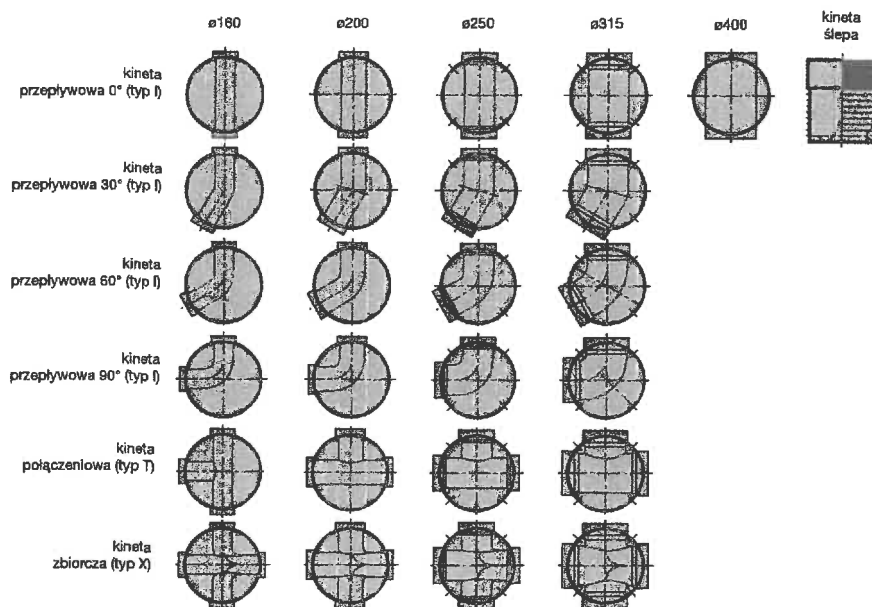 ø160 ø200 ø250 ø315 ø400 kineta
ślepa
kineta
przepływowa 0° (typ I)
kineta
przepływowa 30° (typ I)
kineta
przepływowa 60° (typ I)
kineta
przepływowa 90° (typ I)
kineta
połączeniowa (typ T)
kineta
zbiorcza (typ X)